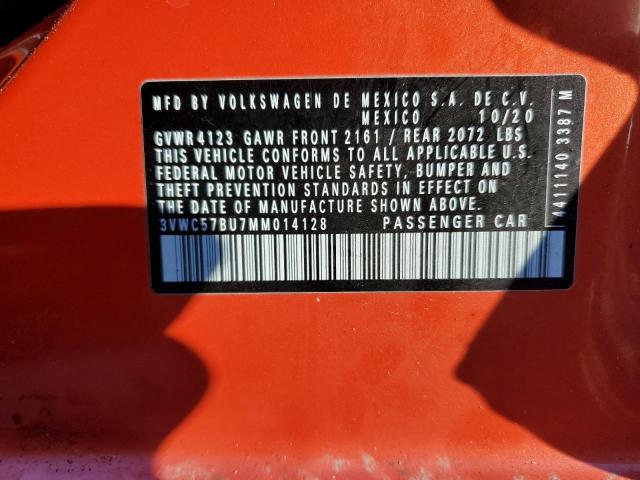 MFD BY VOLKSWAGEN DE MEXICO S.A. DE C.V.
MEXICO 10/20
GVWR 4123 GAWR FRONT 2161 / REAR 2072 LBS
THIS VEHICLE CONFORMS TO ALL APPLICABLE U.S.
FEDERAL MOTOR VEHICLE SAFETY, BUMPER AND
THEFT PREVENTION STANDARDS IN EFFECT ON
THE DATE OF MANUFACTURE SHOWN ABOVE.
3VWC57BU7MM014128 PASSENGER CAR
4411140 3387 M